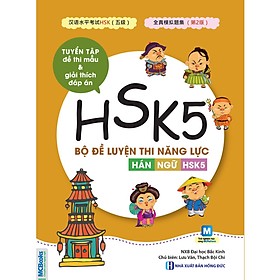 汉语水平考试HSK（五级）
全真模拟题集（第2版）
TUYỂN TẬP
đề thi mẫu
&
giải thích
đáp án
HSK5
BỘ ĐỀ LUYỆN THI NĂNG LỰC
HÁN NGỮ HSK5
MCBooks
NXB Đại học Bắc Kinh
Chủ biên: Lưu Vân, Thạch Bội Chi
NHÀ XUẤT BẢN HỒNG ĐỨC